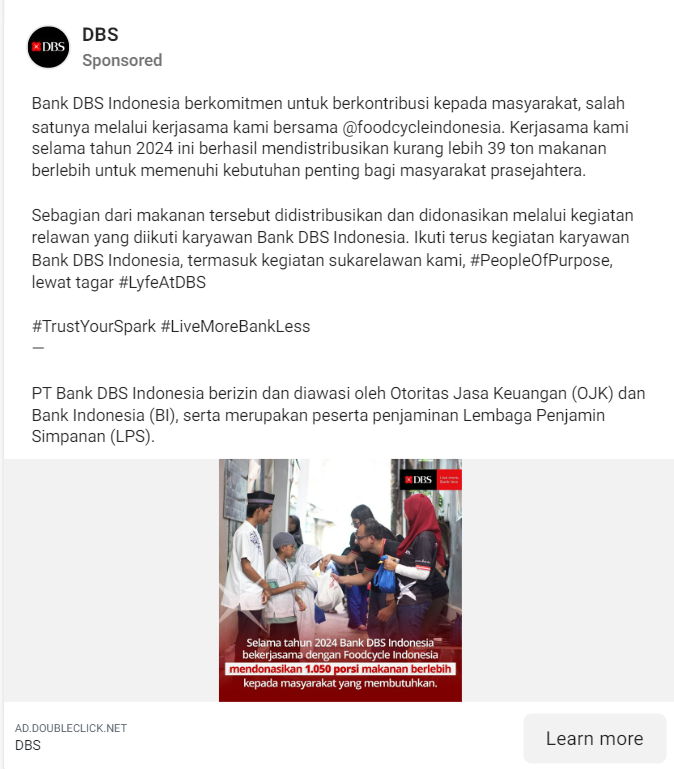 DBS
DBS
Sponsored
Bank DBS Indonesia berkomitmen untuk berkontribusi kepada masyarakat, salah
satunya melalui kerjasama kami bersama @foodcycleindonesia. Kerjasama kami
selama tahun 2024 ini berhasil mendistribusikan kurang lebih 39 ton makanan
berlebih untuk memenuhi kebutuhan penting bagi masyarakat prasejahtera.
Sebagian dari makanan tersebut didistribusikan dan didonasikan melalui kegiatan
relawan yang diikuti karyawan Bank DBS Indonesia. Ikuti terus kegiatan karyawan
Bank DBS Indonesia, termasuk kegiatan sukarelawan kami, #PeopleOfPurpose,
lewat tagar #LyfeAtDBS
#TrustYourSpark #LiveMoreBankLess
—
PT Bank DBS Indonesia berizin dan diawasi oleh Otoritas Jasa Keuangan (OJK) dan
Bank Indonesia (BI), serta merupakan peserta penjaminan Lembaga Penjamin
Simpanan (LPS).
DBS
Live more,
Bank less
Selama tahun 2024 Bank DBS Indonesia
bekerjasama dengan Foodcycle Indonesia
mendonasikan 1.050 porsi makanan berlebih
kepada masyarakat yang membutuhkan.
AD.DOUBLECLICK.NET
DBS
Learn more